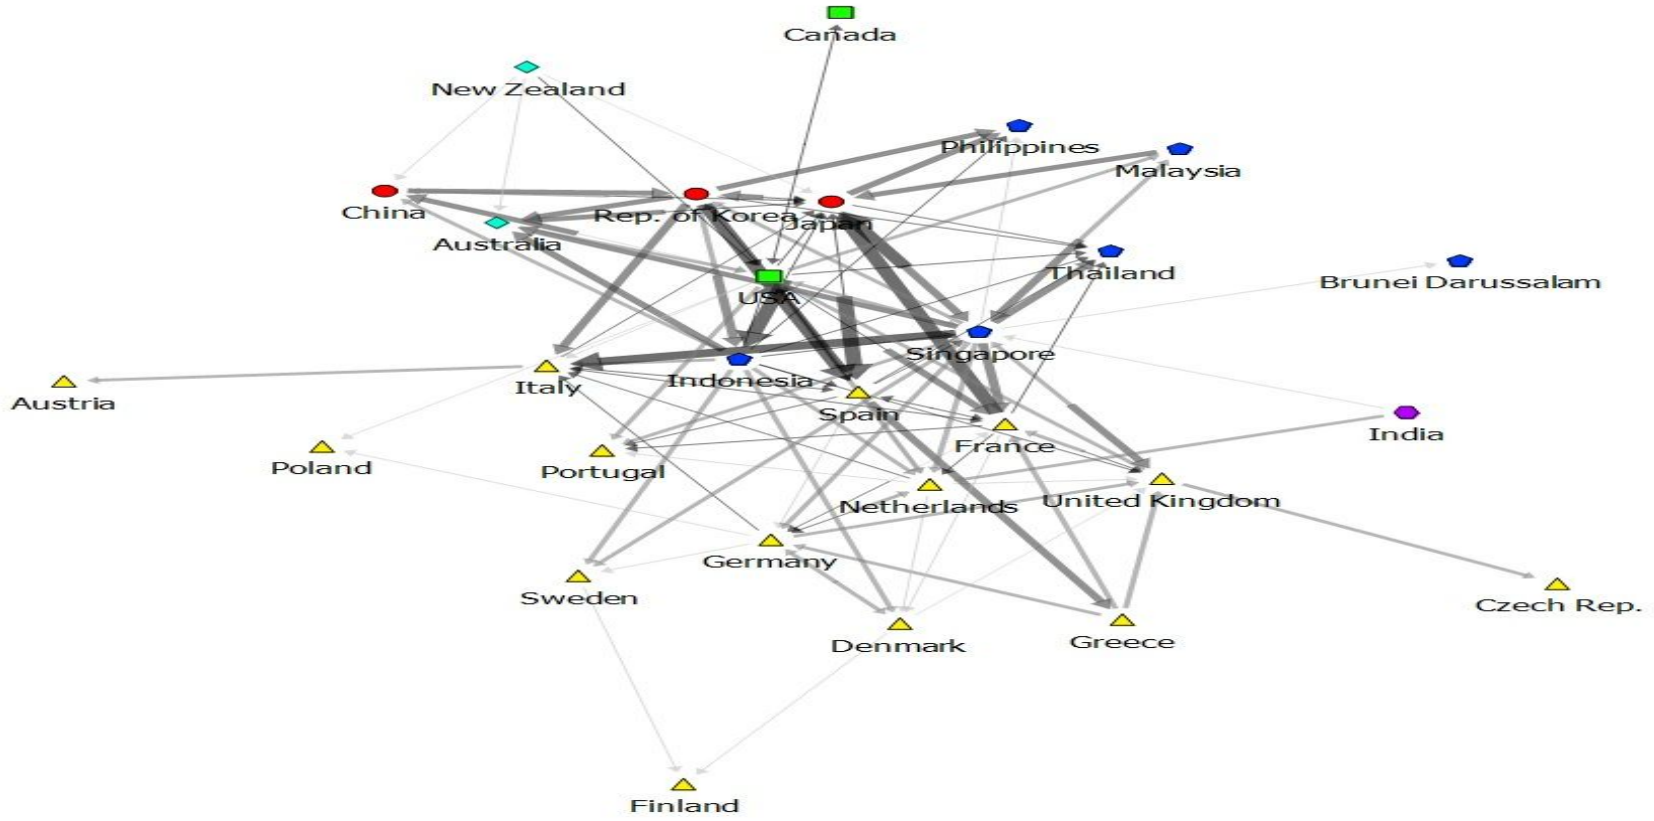 Canada
New Zealand
Philippines
Malaysia
China
Rep. of Korea
Japan
Australia
Thailand
Brunei Darussalam
USA
Singapore
Italy
Indonesia
Austria
Spain
India
France
Poland
Portugal
Netherlands
United Kingdom
Germany
Sweden
Czech Rep.
Denmark
Greece
Finland